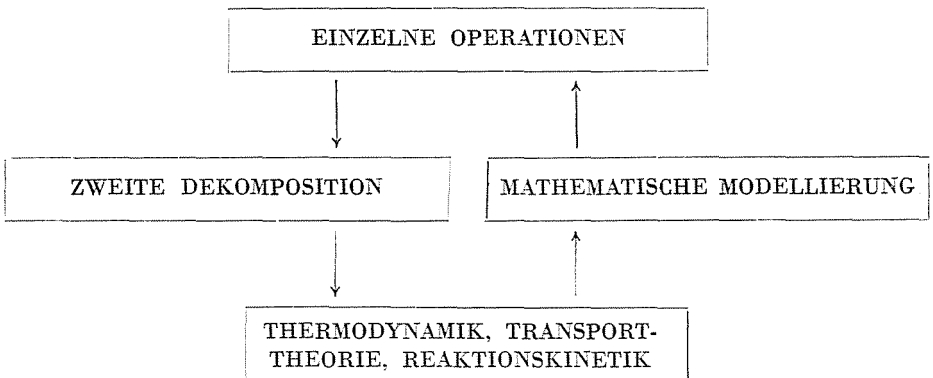 EINZELNE OPERATIONEN
ZWEITE DEKOMPOSITION
MATHEMATISCHE MODELLIERUNG
THERMODYNAMIK, TRANSPORT-
THEORIE, REAKTIONSKINETIK